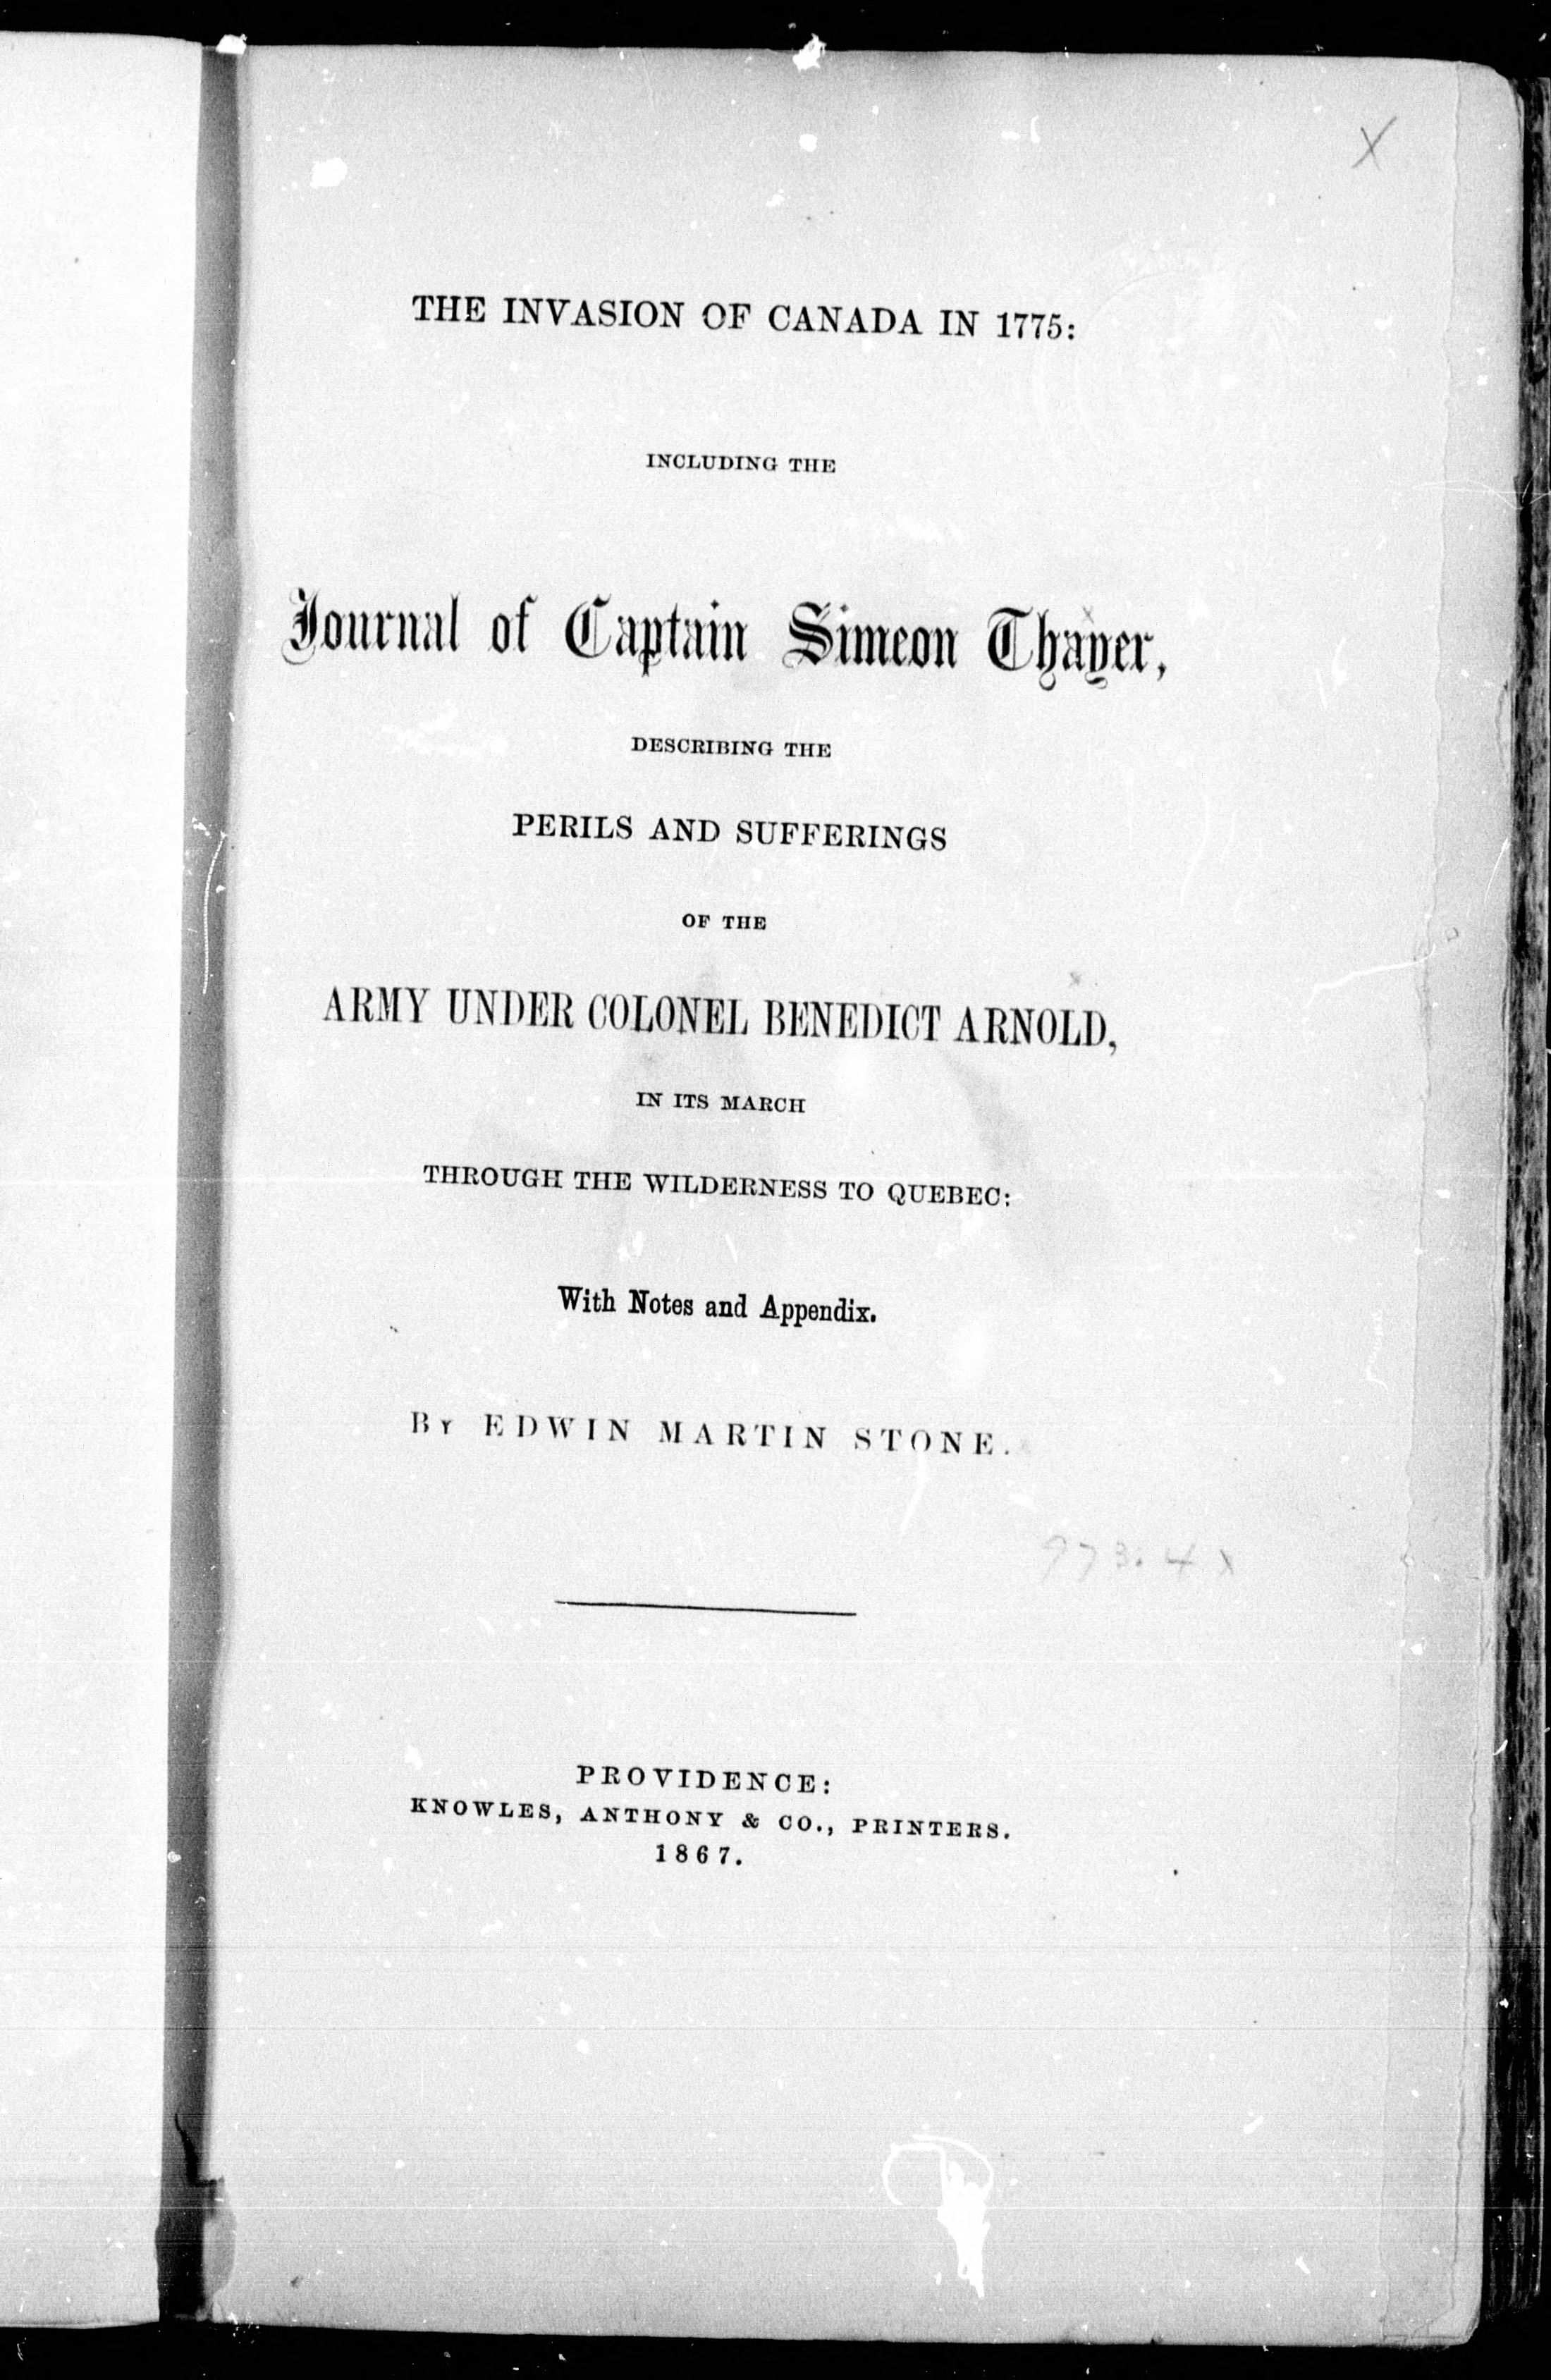 X
THE INVASION OF CANADA IN 1775:
INCLUDING THE
Journal of Captain Simeon Thayer,
DESCRIBING THE
PERILS AND SUFFERINGS
OF THE
ARMY UNDER COLONEL BENEDICT ARNOLD,
IN ITS MARCH
THROUGH THE WILDERNESS TO QUEBEC:
With Notes and Appendix.
BY EDWIN MARTIN STONE.
973.4 x
PROVIDENCE:
KNOWLES, ANTHONY & CO., PRINTERS.
1867.